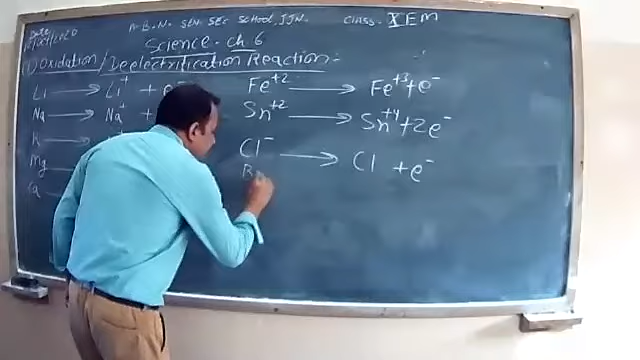 Date
A.B.N. SEN. SEC SCHOOL, JJN. Class- X EM
Science - ch.6
(1) Oxidation/Deelectrification Reaction :-
Li ⟶ Li⁺ + e⁻ Fe⁺² ⟶ Fe⁺³+e⁻
Na ⟶ Na⁺ Sn⁺² ⟶ Sn⁺⁴+2e⁻
K ⟶ Cl⁻ ⟶ Cl + e⁻
Mg ⟶ B
Ca